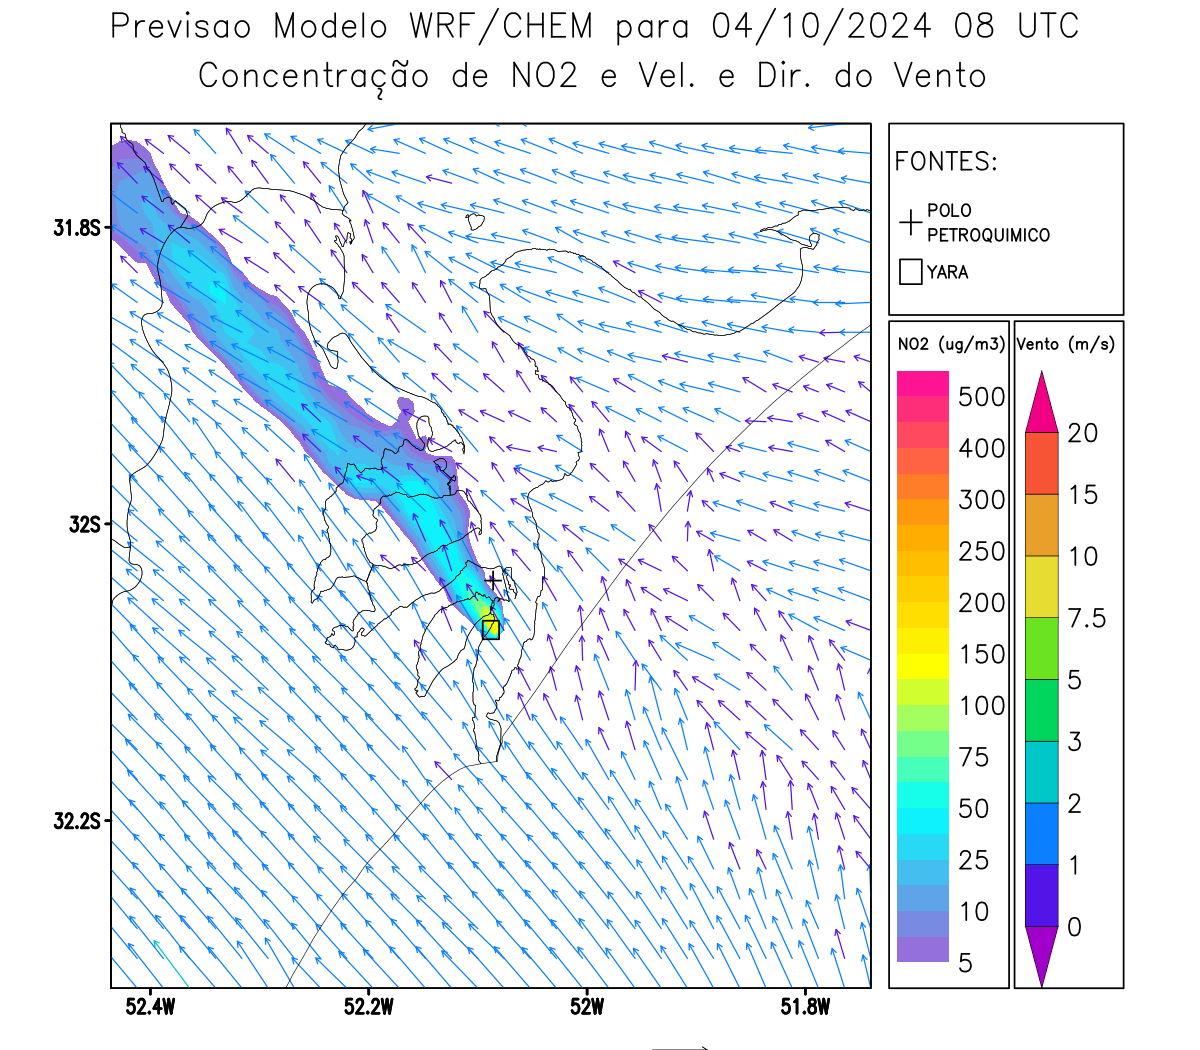 Previsao Modelo WRF/CHEM para 04/10/2024 08 UTC
Concentração de NO2 e Vel. e Dir. do Vento
FONTES:
POLO
PETROQUIMICO
YARA
NO2 (ug/m3)
500
400
300
250
200
150
100
75
50
25
10
5
Vento (m/s)
20
15
10
7.5
5
3
2
1
0
31.8S
32S
32.2S
52.4W 52.2W 52W 51.8W